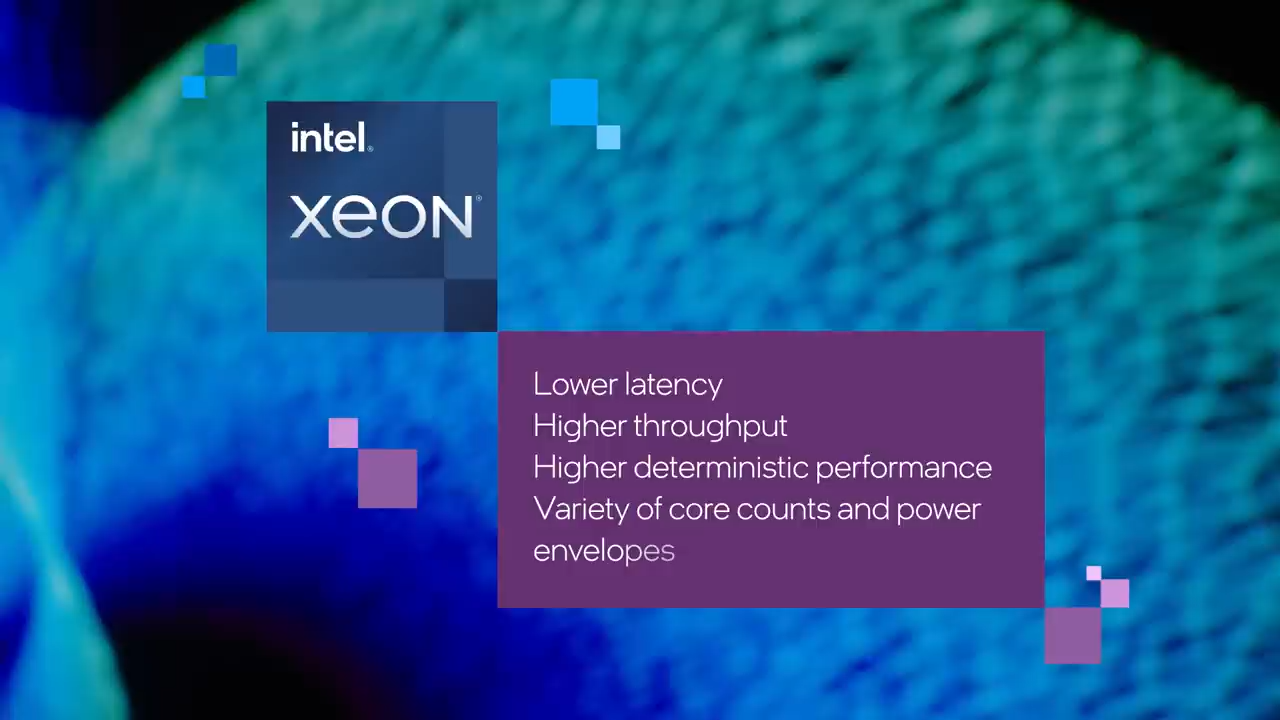 intel®
xeon®
Lower latency
Higher throughput
Higher deterministic performance
Variety of core counts and power
envelopes